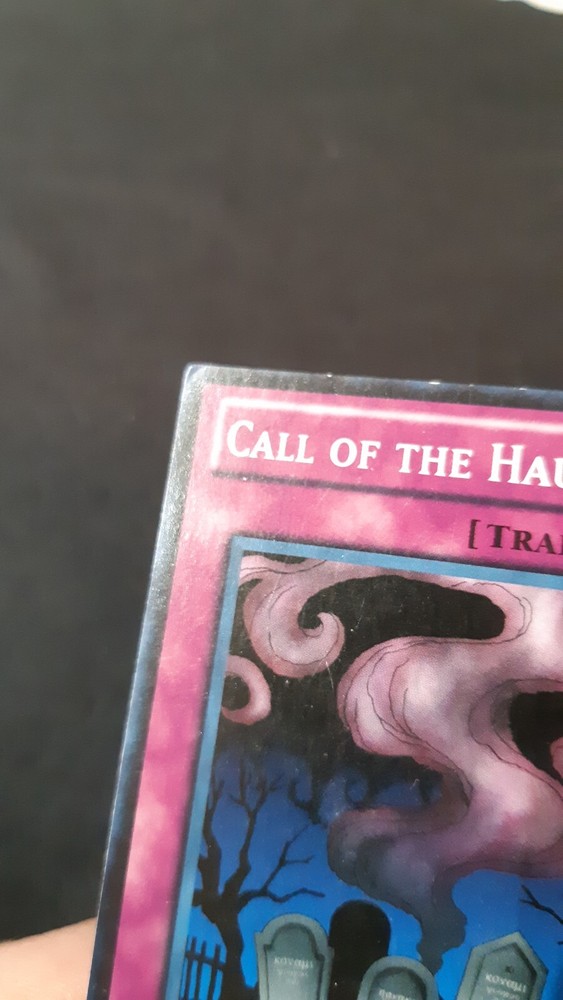 CALL OF THE HAU
[TRA